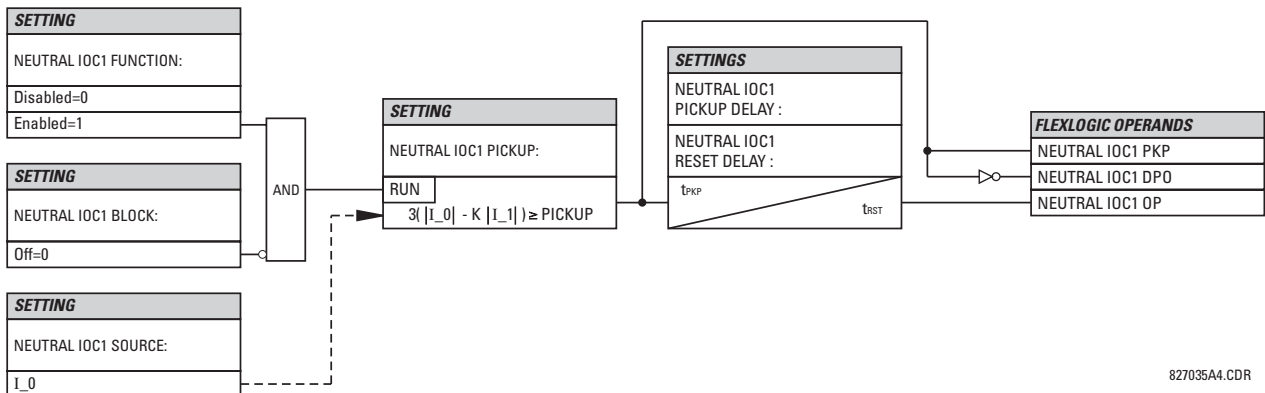 SETTING
NEUTRAL IOC1 FUNCTION:
Disabled=0
Enabled=1
SETTING
NEUTRAL IOC1 BLOCK:
Off=0
SETTING
NEUTRAL IOC1 SOURCE:
I_0
AND
SETTING
NEUTRAL IOC1 PICKUP:
RUN
3( |I_0| - K |I_1| ) ≥ PICKUP
SETTINGS
NEUTRAL IOC1
PICKUP DELAY :
NEUTRAL IOC1
RESET DELAY :
tPKP
tRST
FLEXLOGIC OPERANDS
NEUTRAL IOC1 PKP
NEUTRAL IOC1 DPO
NEUTRAL IOC1 OP
827035A4.CDR